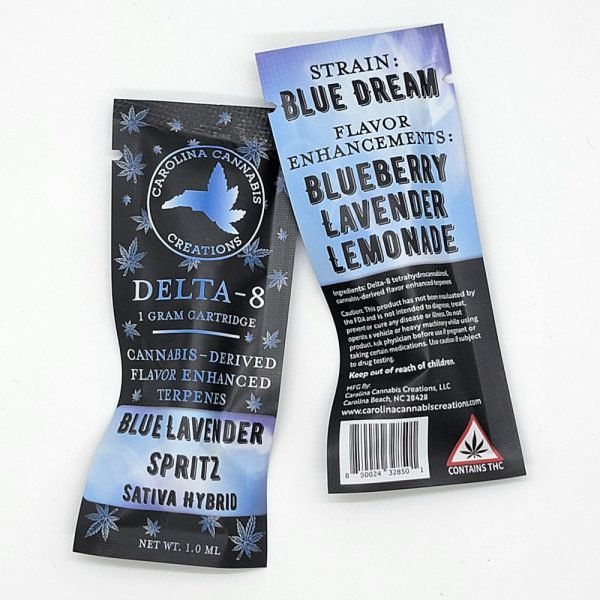 CAROLINA CANNABIS
CREATIONS
DELTA-8
1 GRAM CARTRIDGE
CANNABIS-DERIVED
FLAVOR ENHANCED
TERPENES
BLUE LAVENDER
SPRITZ
SATIVA HYBRID
NET WT. 1.0 ML
STRAIN:
BLUE DREAM
FLAVOR
ENHANCEMENTS:
BLUEBERRY
LAVENDER
LEMONADE
Ingredients: Delta-8 tetrahydrocannabinol,
cannabis-derived flavor enhanced terpenes
Caution: This product has not been evaluated by
the FDA and is not intended to diagnose, treat,
prevent or cure any disease or illness. Do not
operate a vehicle or heavy machinery while using
product. Ask physician before use if pregnant or
taking certain medications. Use caution if subject
to drug testing.
Keep out of reach of children.
MFG By:
Carolina Cannabis Creations, LLC
Carolina Beach, NC 28428
www.carolinacannabiscreations.com
8 50024 32850 1
CONTAINS THC